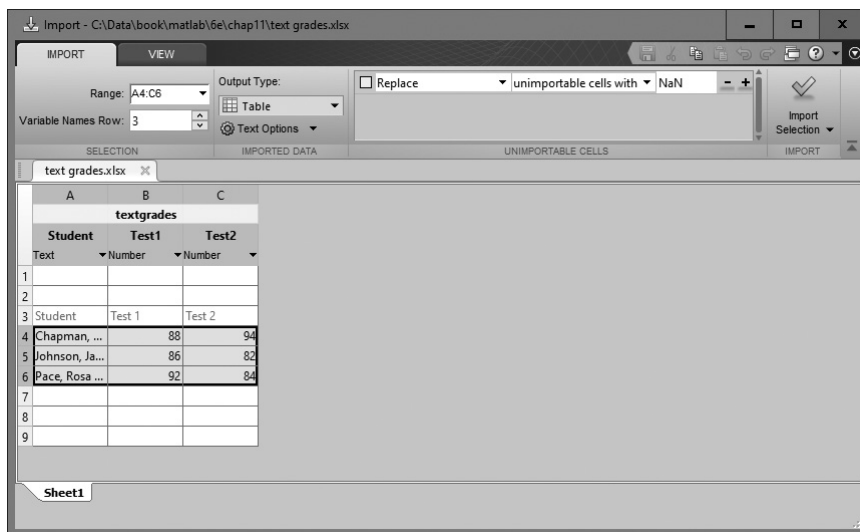 Import - C:\Data\book\matlab\6e\chap11\text grades.xlsx
IMPORT VIEW
Range: A4:C6
Variable Names Row: 3
SELECTION
Output Type:
Table
Text Options
IMPORTED DATA
Replace unimportable cells with NaN - +
UNIMPORTABLE CELLS
Import
Selection
IMPORT
text grades.xlsx
A B C
textgrades
Student Test1 Test2
Text Number Number
1
2
3 Student Test 1 Test 2
4 Chapman, ... 88 94
5 Johnson, Ja... 86 82
6 Pace, Rosa ... 92 84
7
8
9
Sheet1